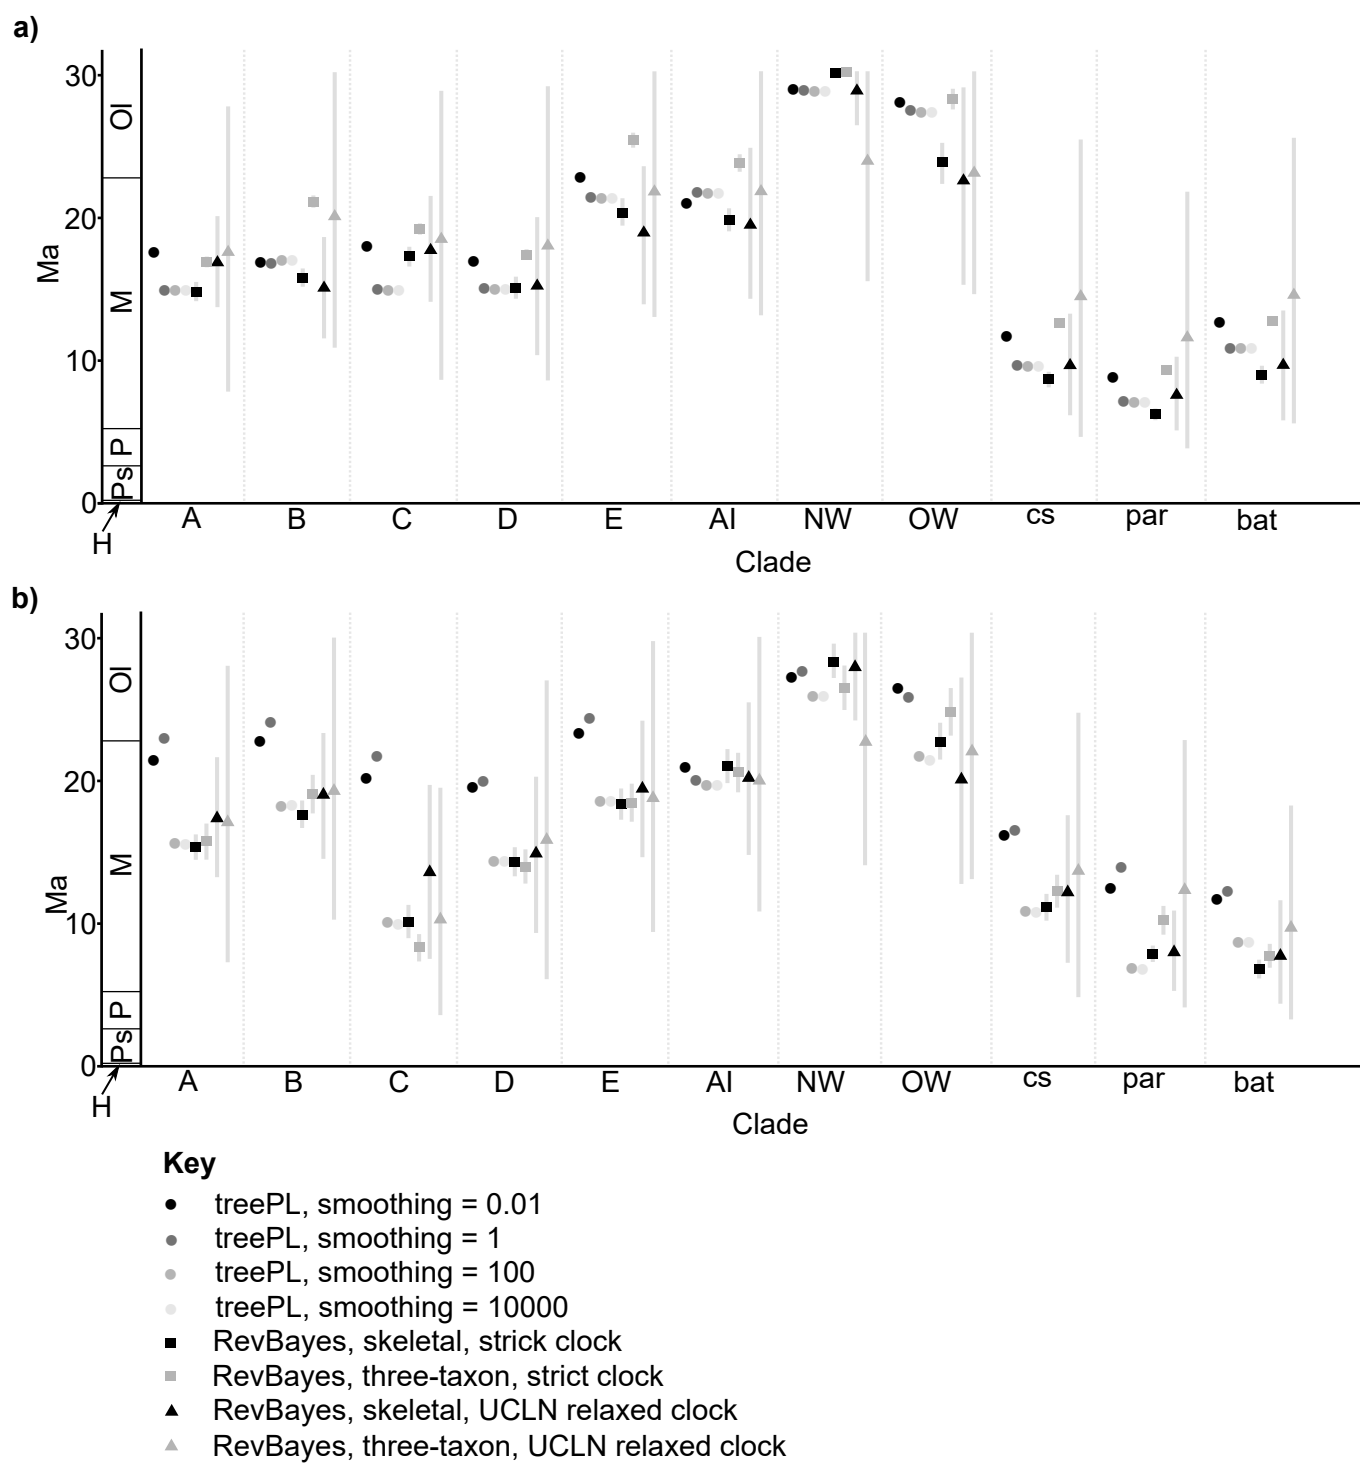 a)
30
20
10
0
Ma
Ol
M
P
Ps
H
A B C D E AI NW OW cs par bat
Clade
b)
30
20
10
0
Ma
Ol
M
P
Ps
H
A B C D E AI NW OW cs par bat
Clade
Key
treePL, smoothing = 0.01
treePL, smoothing = 1
treePL, smoothing = 100
treePL, smoothing = 10000
RevBayes, skeletal, strick clock
RevBayes, three-taxon, strict clock
RevBayes, skeletal, UCLN relaxed clock
RevBayes, three-taxon, UCLN relaxed clock